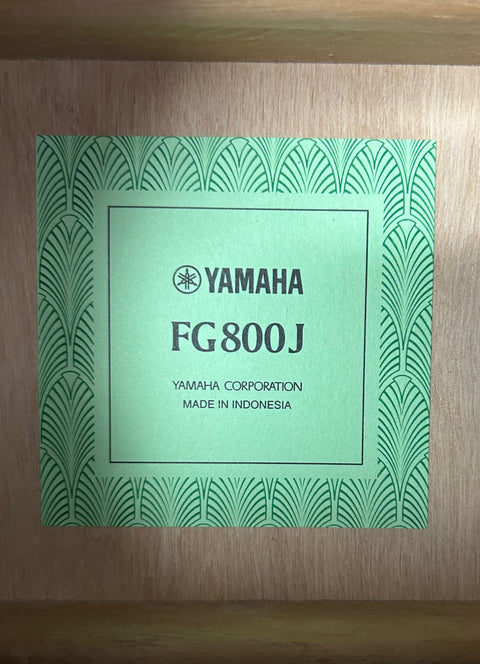 YAMAHA
FG800J
YAMAHA CORPORATION
MADE IN INDONESIA